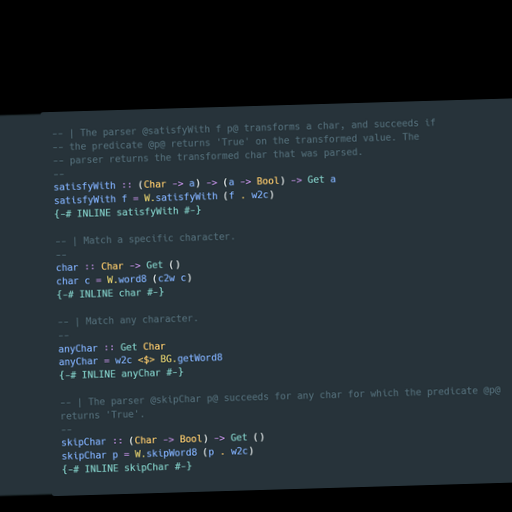 -- | The parser @satisfyWith f p@ transforms a char, and succeeds if
-- the predicate @p@ returns 'True' on the transformed value. The
-- parser returns the transformed char that was parsed.
--
satisfyWith :: (Char -> a) -> (a -> Bool) -> Get a
satisfyWith f = W.satisfyWith (f . w2c)
{-# INLINE satisfyWith #-}
-- | Match a specific character.
--
char :: Char -> Get ()
char c = W.word8 (c2w c)
{-# INLINE char #-}
-- | Match any character.
--
anyChar :: Get Char
anyChar = w2c <$> BG.getWord8
{-# INLINE anyChar #-}
-- | The parser @skipChar p@ succeeds for any char for which the predicate @p@
returns 'True'.
--
skipChar :: (Char -> Bool) -> Get ()
skipChar p = W.skipWord8 (p . w2c)
{-# INLINE skipChar #-}